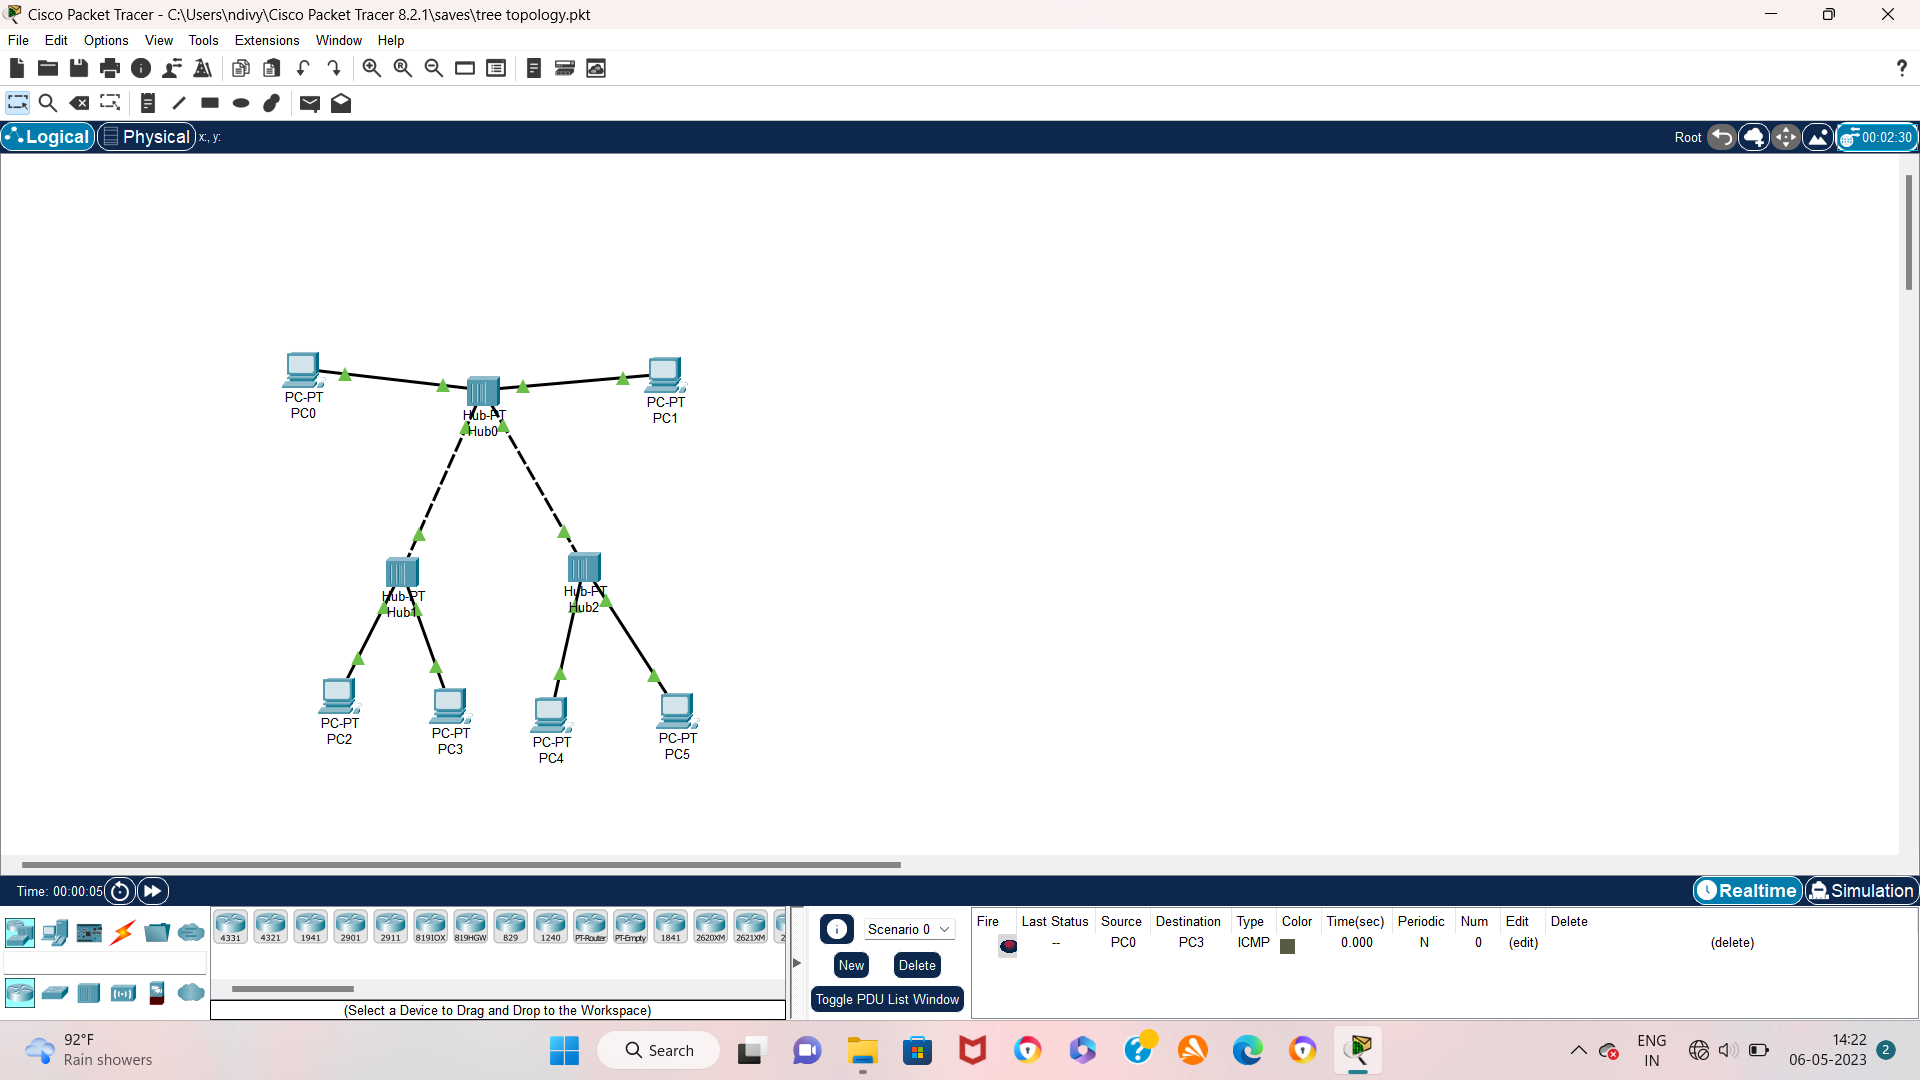 Cisco Packet Tracer - C:\Users\ndivy\Cisco Packet Tracer 8.2.1\saves\tree topology.pkt
File Edit Options View Tools Extensions Window Help
?
Logical Physical x:, y: Root 00:02:30
PC-PT
PC0
Hub-PT
Hub0
PC-PT
PC1
Hub-PT
Hub1
Hub-PT
Hub2
PC-PT
PC2
PC-PT
PC3
PC-PT
PC4
PC-PT
PC5
Time: 00:00:05 Realtime Simulation
4331 4321 1941 2901 2911 819IOX 819HGW 829 1240 PT-Router PT-Empty 1841 2620XM 2621XM
(Select a Device to Drag and Drop to the Workspace)
Scenario 0
New Delete
Toggle PDU List Window
Fire Last Status Source Destination Type Color Time(sec) Periodic Num Edit Delete
-- PC0 PC3 ICMP 0.000 N 0 (edit) (delete)
92°F
Rain showers
Search
ENG
IN
14:22
06-05-2023
2